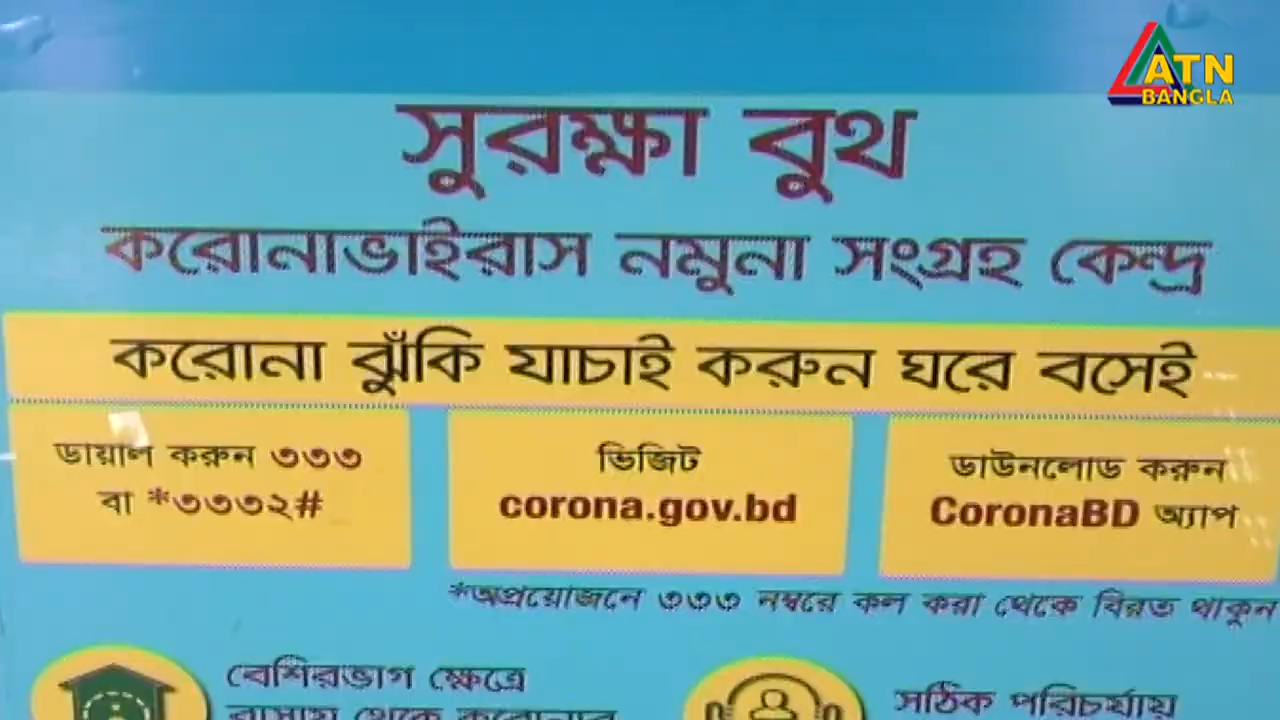 ATN
BANGLA
সুরক্ষা বুথ
করোনাভাইরাস নমুনা সংগ্রহ কেন্দ্র
করোনা ঝুঁকি যাচাই করুন ঘরে বসেই
ডায়াল করুন ৩৩৩
বা *৩৩৩২#
ভিজিট
corona.gov.bd
ডাউনলোড করুন
CoronaBD অ্যাপ
*অপ্রয়োজনে ৩৩৩ নম্বরে কল করা থেকে বিরত থাকুন
বেশিরভাগ ক্ষেত্রে
বাসায় থেকে করোনার
সঠিক পরিচর্যায়